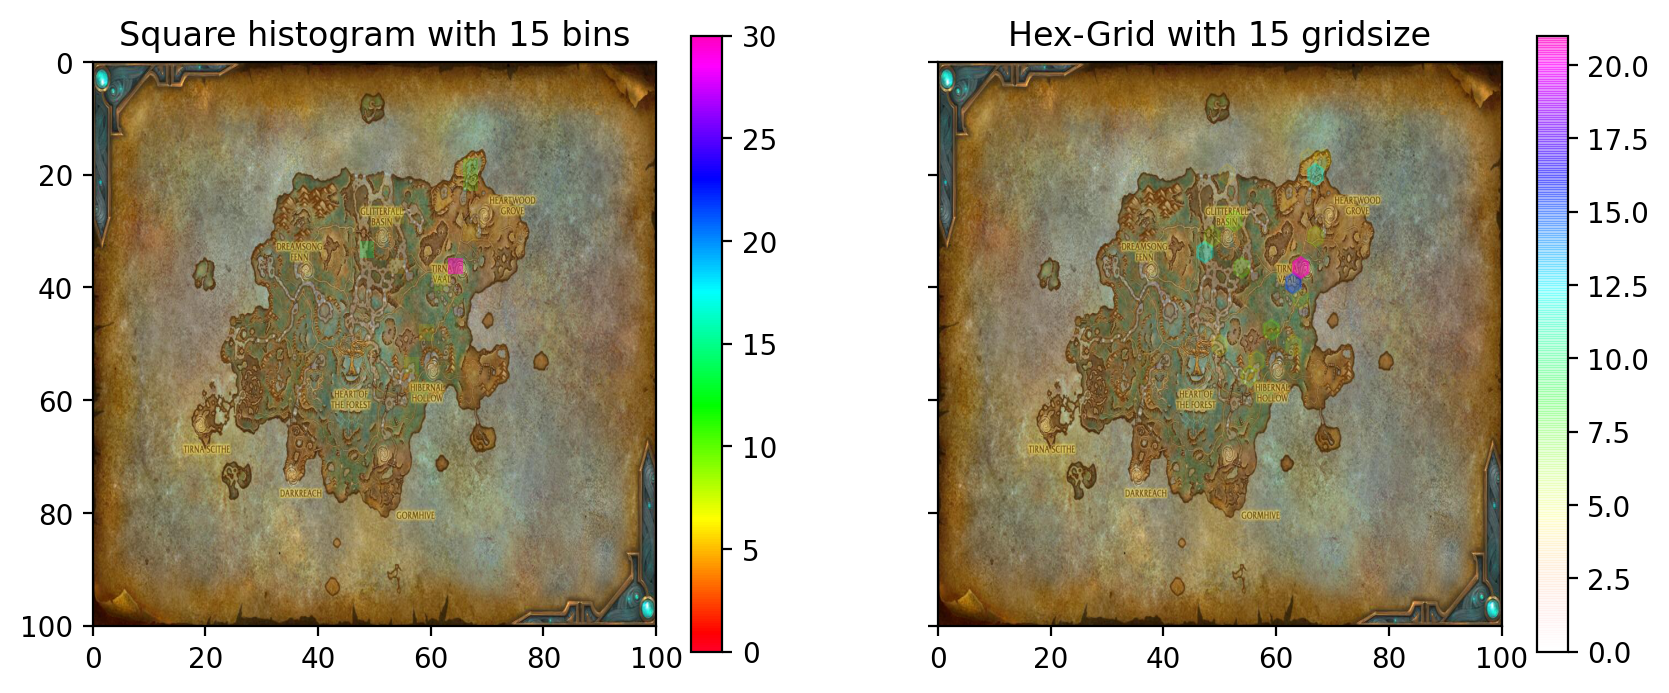 Square histogram with 15 bins
Hex-Grid with 15 gridsize
0
20
40
60
80
100
0
20
40
60
80
100
30
25
20
15
10
5
0
GLITTERFALL
BASIN
HEARTWOOD
GROVE
DREAMSONG
FENN
TIRNA
VAAL
HIBERNAL
HOLLOW
HEART OF
THE FOREST
TIRNA SCITHE
DARKREACH
GORMHIVE
0
20
40
60
80
100
20.0
17.5
15.0
12.5
10.0
7.5
5.0
2.5
0.0
GLITTERFALL
BASIN
HEARTWOOD
GROVE
DREAMSONG
FENN
TIRNA
VAAL
HIBERNAL
HOLLOW
HEART OF
THE FOREST
TIRNA SCITHE
DARKREACH
GORMHIVE